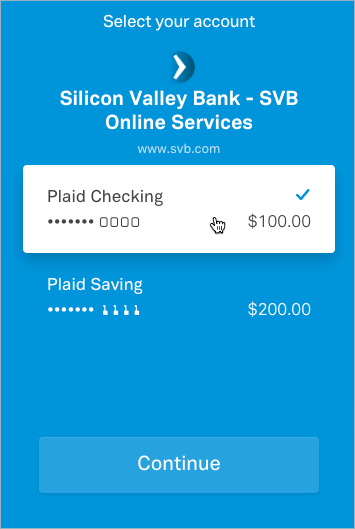 Select your account
Silicon Valley Bank - SVB
Online Services
www.svb.com
Plaid Checking
••••••• 0000 $100.00
Plaid Saving
••••••• 1111 $200.00
Continue